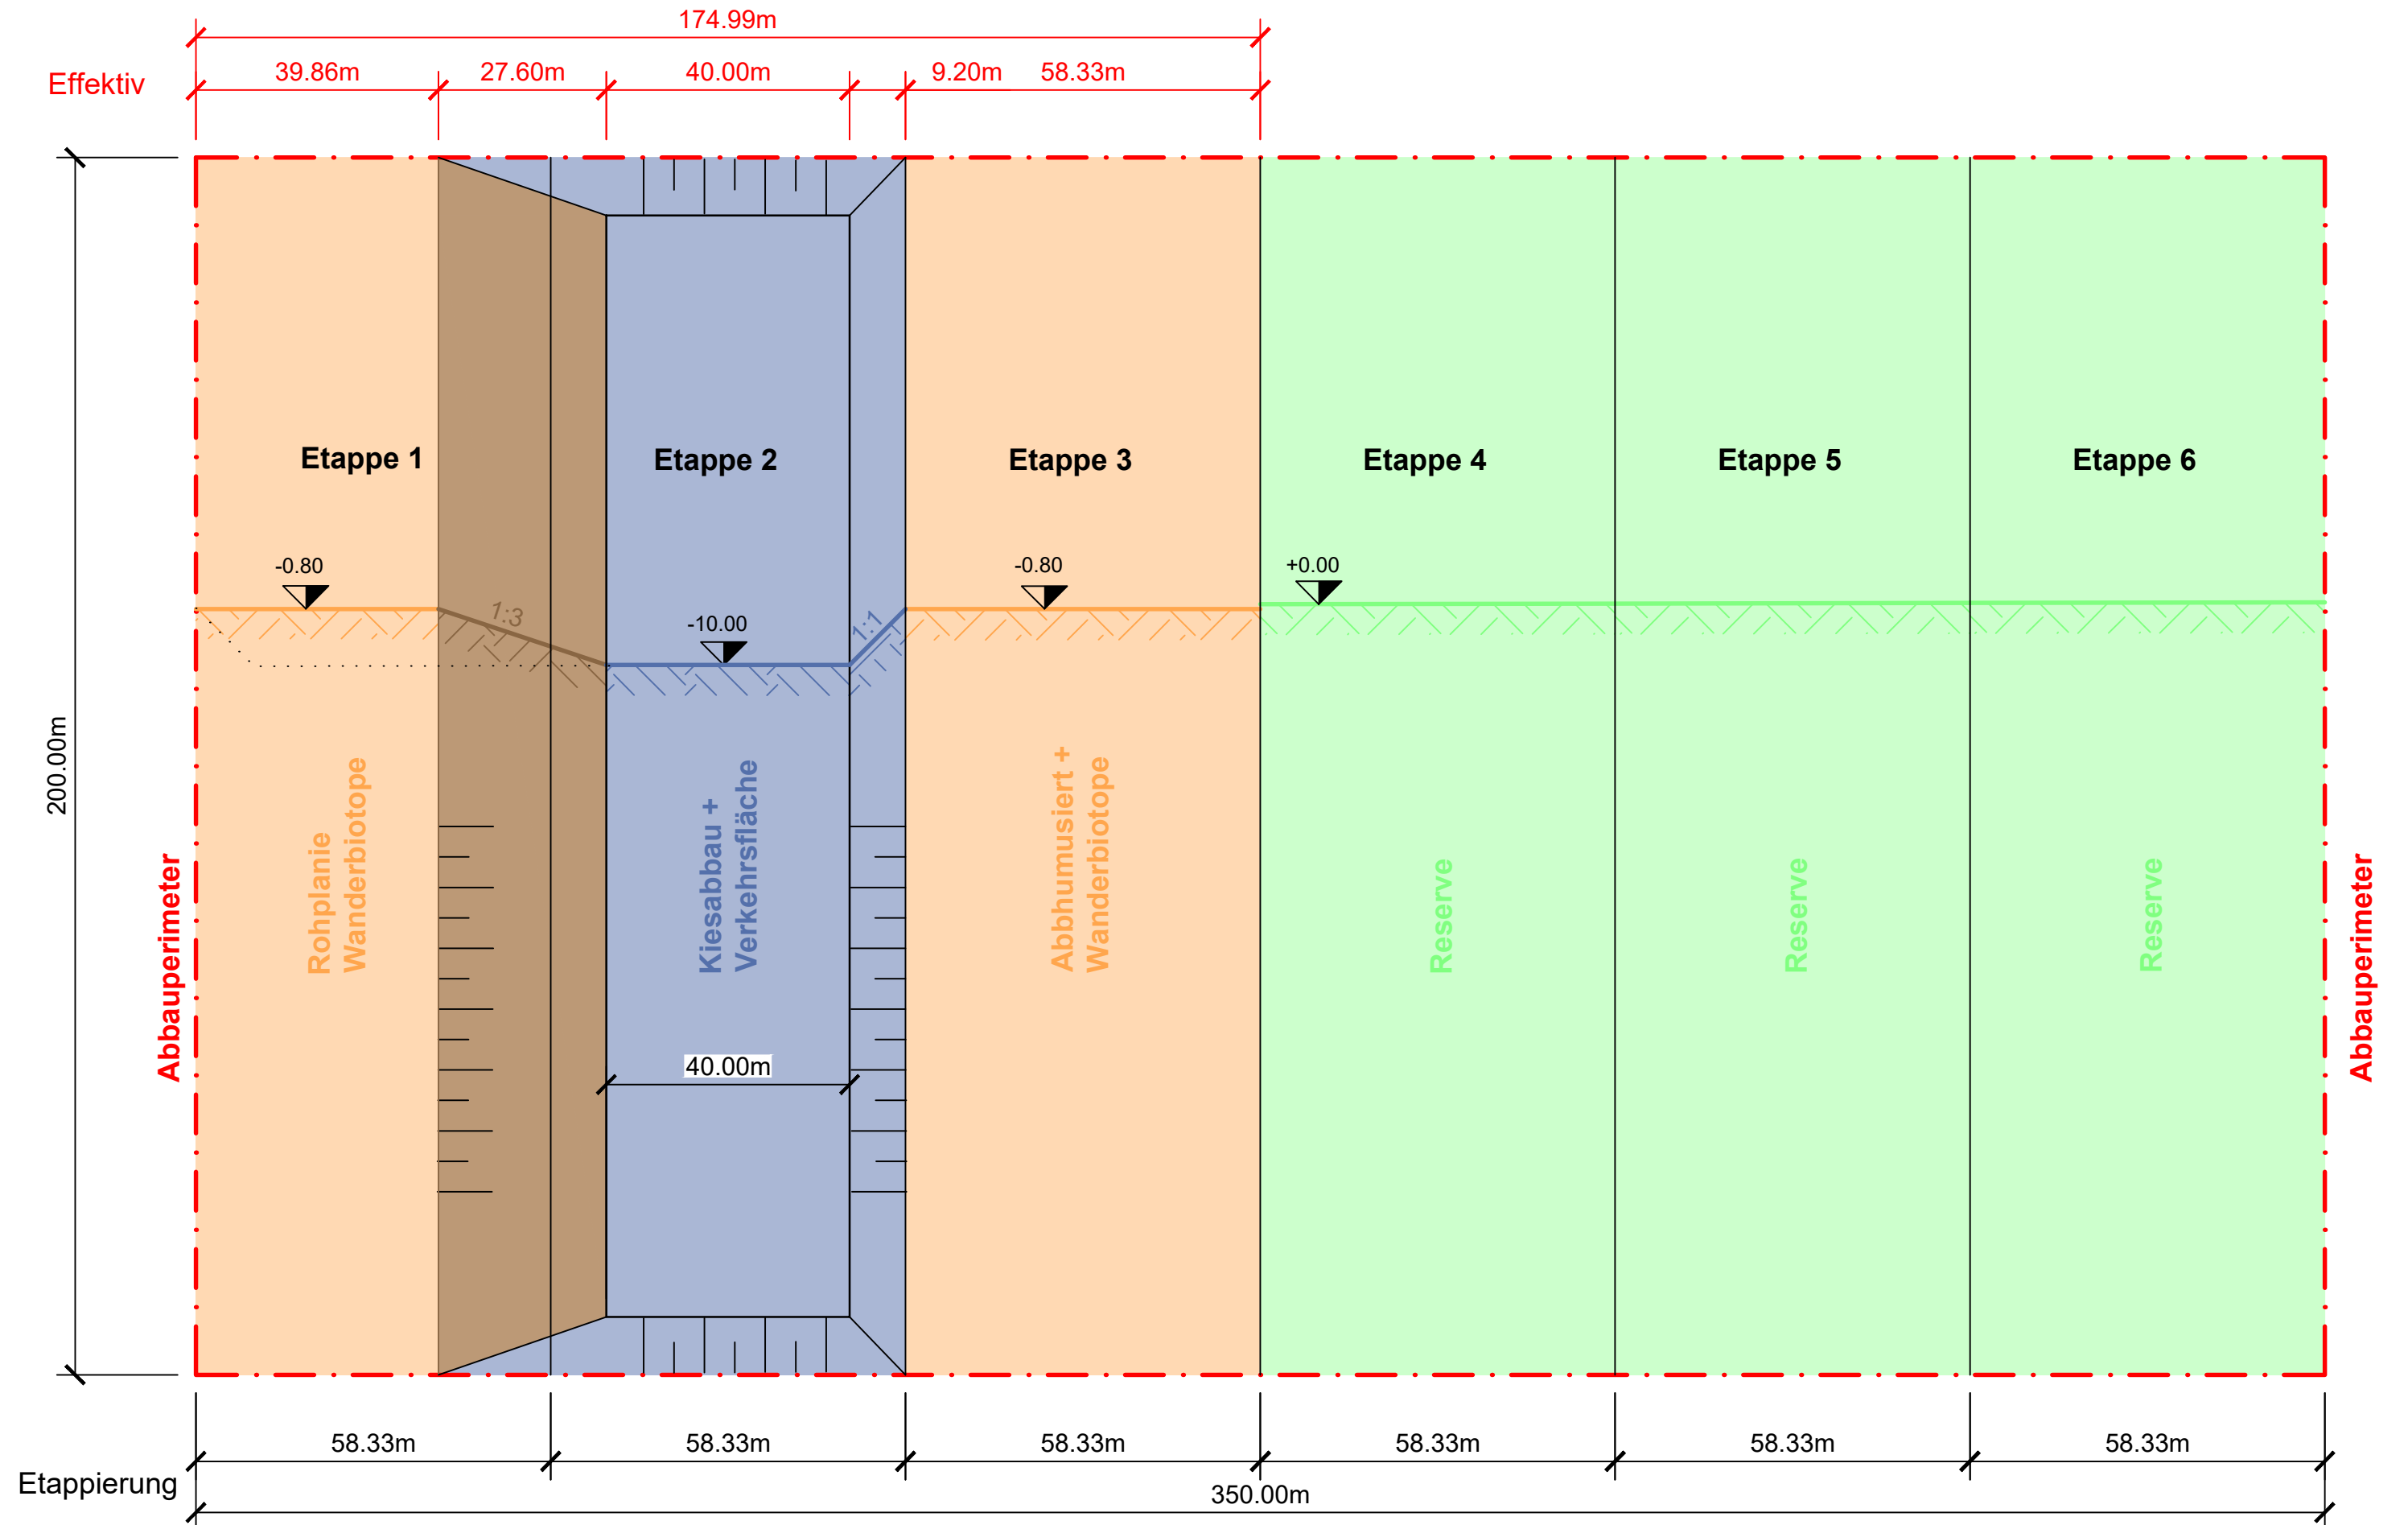 174.99m
Effektiv
39.86m
27.60m
40.00m
9.20m
58.33m
Etappe 1
Etappe 2
Etappe 3
Etappe 4
Etappe 5
Etappe 6
-0.80
-10.00
-0.80
+0.00
1:3
1:1
200.00m
Abbauperimeter
Rohplanie
Wanderbiotope
Kiesabbau +
Verkehrsfläche
Abbhumusiert +
Wanderbiotope
Reserve
Reserve
Reserve
Abbauperimeter
40.00m
58.33m
58.33m
58.33m
58.33m
58.33m
58.33m
Etappierung
350.00m